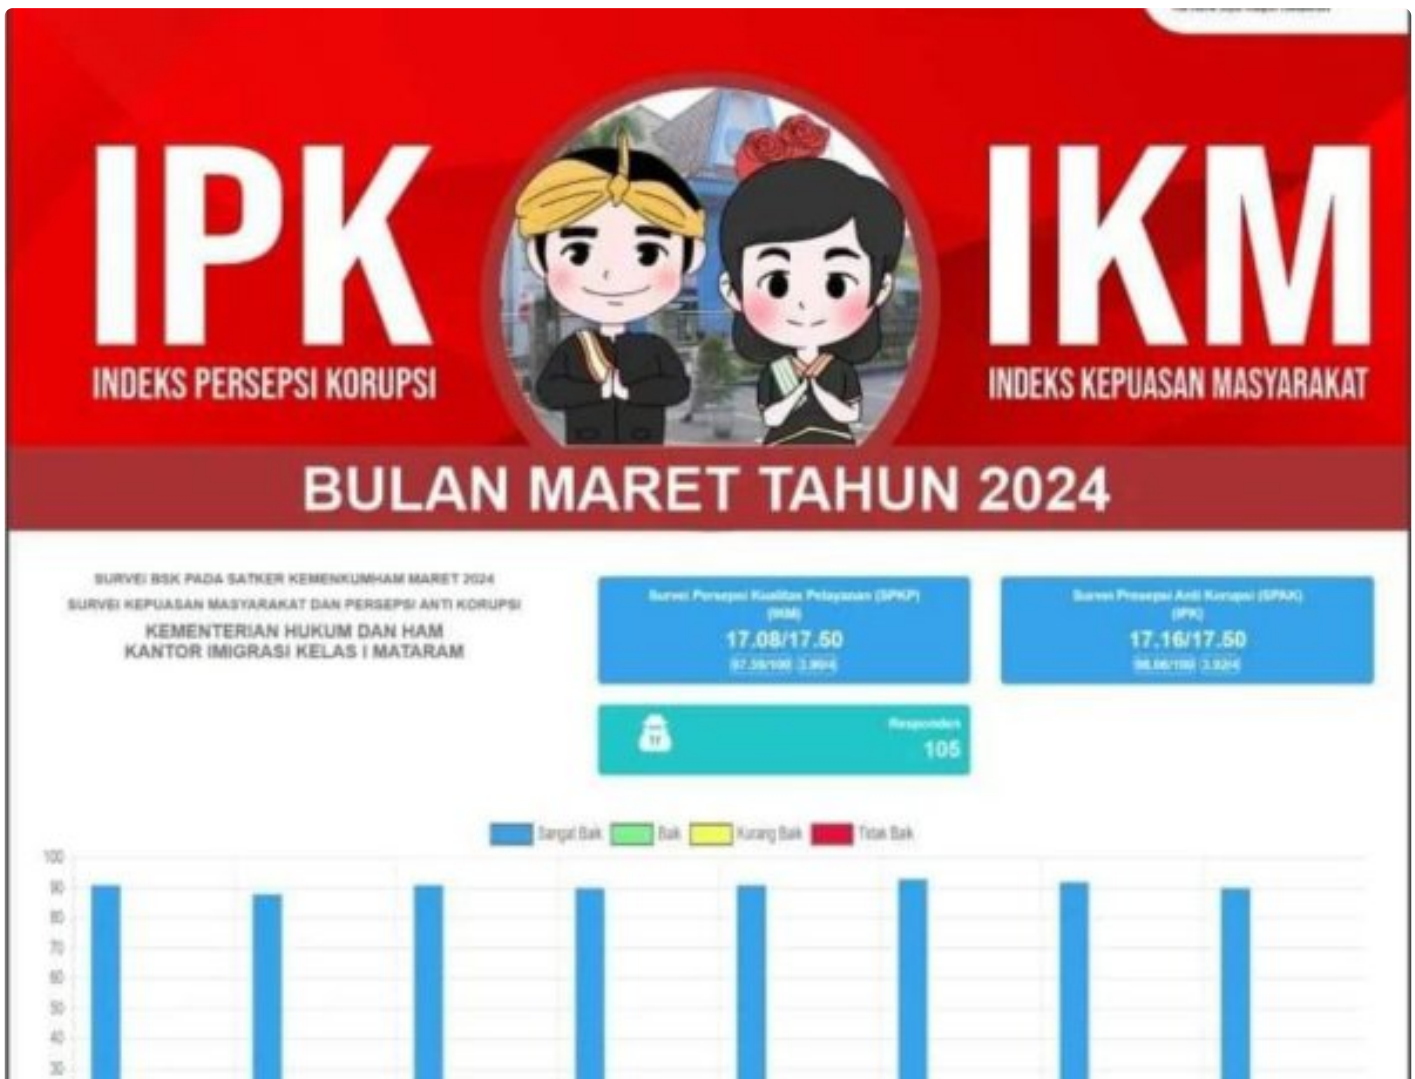 IPK
INDEKS PERSEPSI KORUPSI
IKM
INDEKS KEPUASAN MASYARAKAT
BULAN MARET TAHUN 2024
SURVEI BSK PADA SATKER KEMENKUMHAM MARET 2024
SURVEI KEPUASAN MASYARAKAT DAN PERSEPSI ANTI KORUPSI
KEMENTERIAN HUKUM DAN HAM
KANTOR IMIGRASI KELAS I MATARAM
Survei Persepsi Kualitas Pelayanan (SPKP)
(IKM)
17.08/17.50
Survei Presepsi Anti Korupsi (SPAK)
(IPK)
17.16/17.50
Responden
105
Sangat Baik
Baik
Kurang Baik
Tidak Baik
100
90
80
70
60
50
40
30